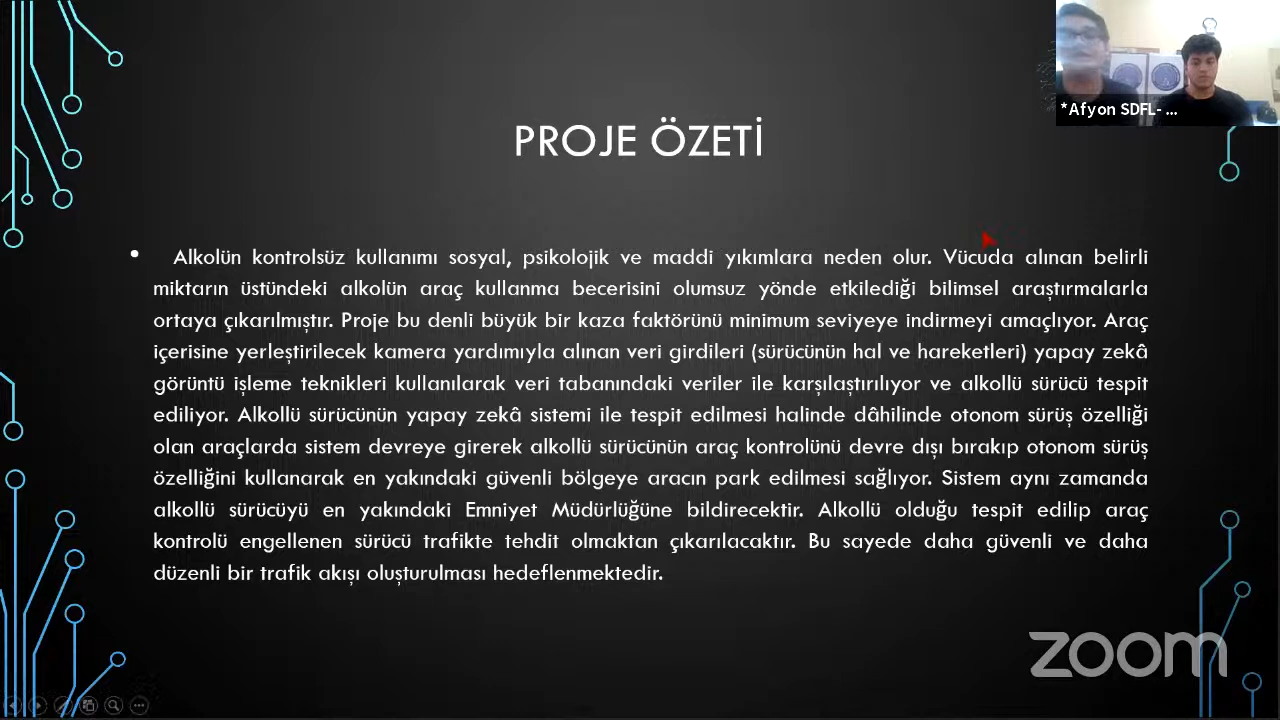 *Afyon SDFL- ...
PROJE ÖZETİ
• Alkolün kontrolsüz kullanımı sosyal, psikolojik ve maddi yıkımlara neden olur. Vücuda alınan belirli
miktarın üstündeki alkolün araç kullanma becerisini olumsuz yönde etkilediği bilimsel araştırmalarla
ortaya çıkarılmıştır. Proje bu denli büyük bir kaza faktörünü minimum seviyeye indirmeyi amaçlıyor. Araç
içerisine yerleştirilecek kamera yardımıyla alınan veri girdileri (sürücünün hal ve hareketleri) yapay zekâ
görüntü işleme teknikleri kullanılarak veri tabanındaki veriler ile karşılaştırılıyor ve alkollü sürücü tespit
ediliyor. Alkollü sürücünün yapay zekâ sistemi ile tespit edilmesi halinde dâhilinde otonom sürüş özelliği
olan araçlarda sistem devreye girerek alkollü sürücünün araç kontrolünü devre dışı bırakıp otonom sürüş
özelliğini kullanarak en yakındaki güvenli bölgeye aracın park edilmesi sağlıyor. Sistem aynı zamanda
alkollü sürücüyü en yakındaki Emniyet Müdürlüğüne bildirecektir. Alkollü olduğu tespit edilip araç
kontrolü engellenen sürücü trafikte tehdit olmaktan çıkarılacaktır. Bu sayede daha güvenli ve daha
düzenli bir trafik akışı oluşturulması hedeflenmektedir.
zoom